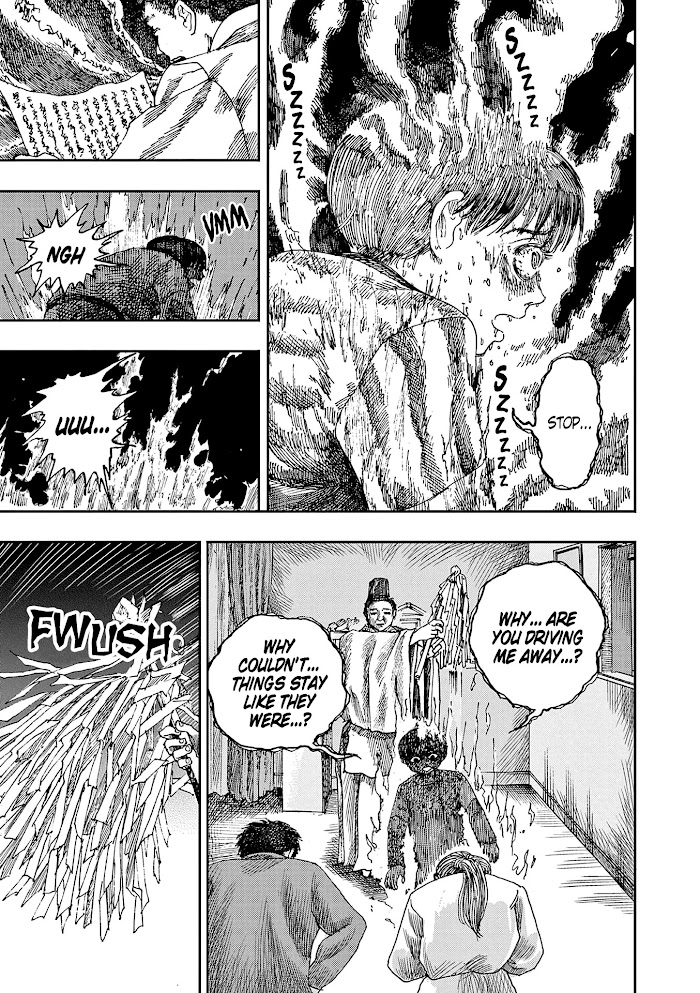 SZZZZ
SZZZZ
SZZZZZ
STOP...
VMM
NGH
UUU...
WHY... ARE
YOU DRIVING
ME AWAY...?
WHY
COULDN'T...
THINGS STAY
LIKE THEY
WERE...?
FWUSH